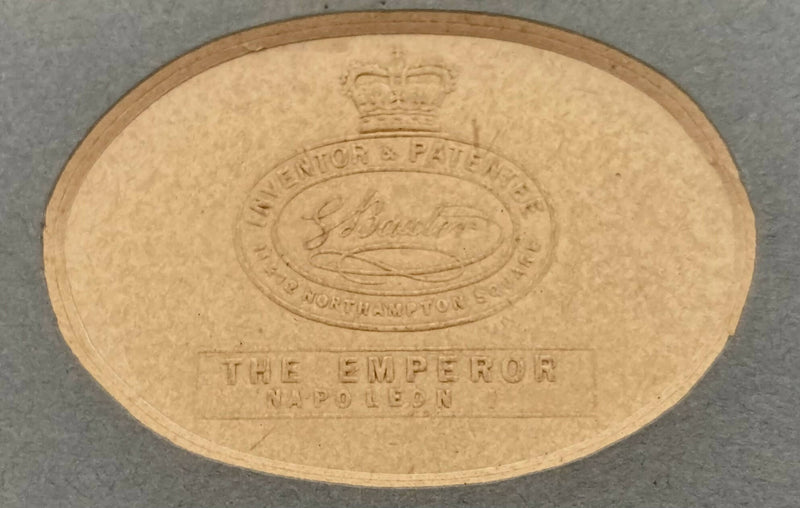 INVENTOR & PATENTEE
G Baxter
11 & 12 NORTHAMPTON SQUARE
THE EMPEROR
NAPOLEON I